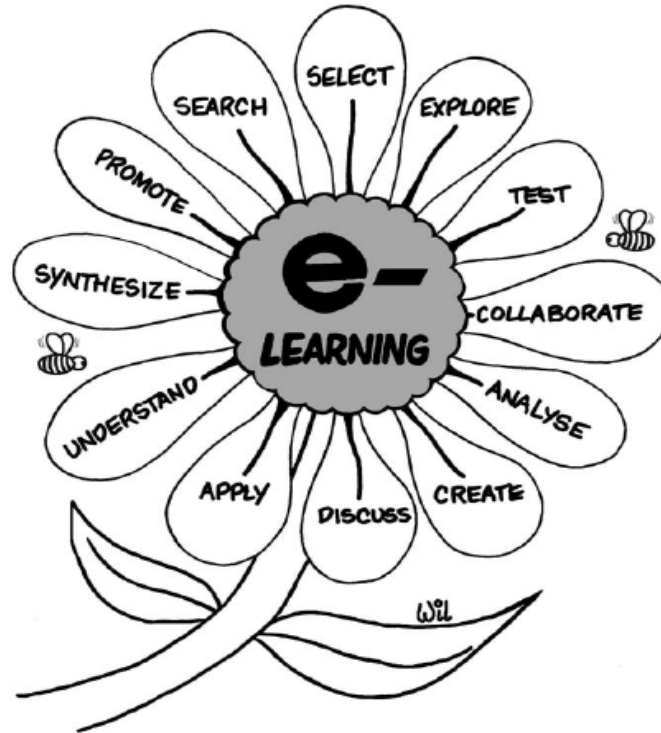 SELECT
EXPLORE
TEST
COLLABORATE
ANALYSE
CREATE
DISCUSS
APPLY
UNDERSTAND
SYNTHESIZE
PROMOTE
SEARCH
e-
LEARNING
Wil